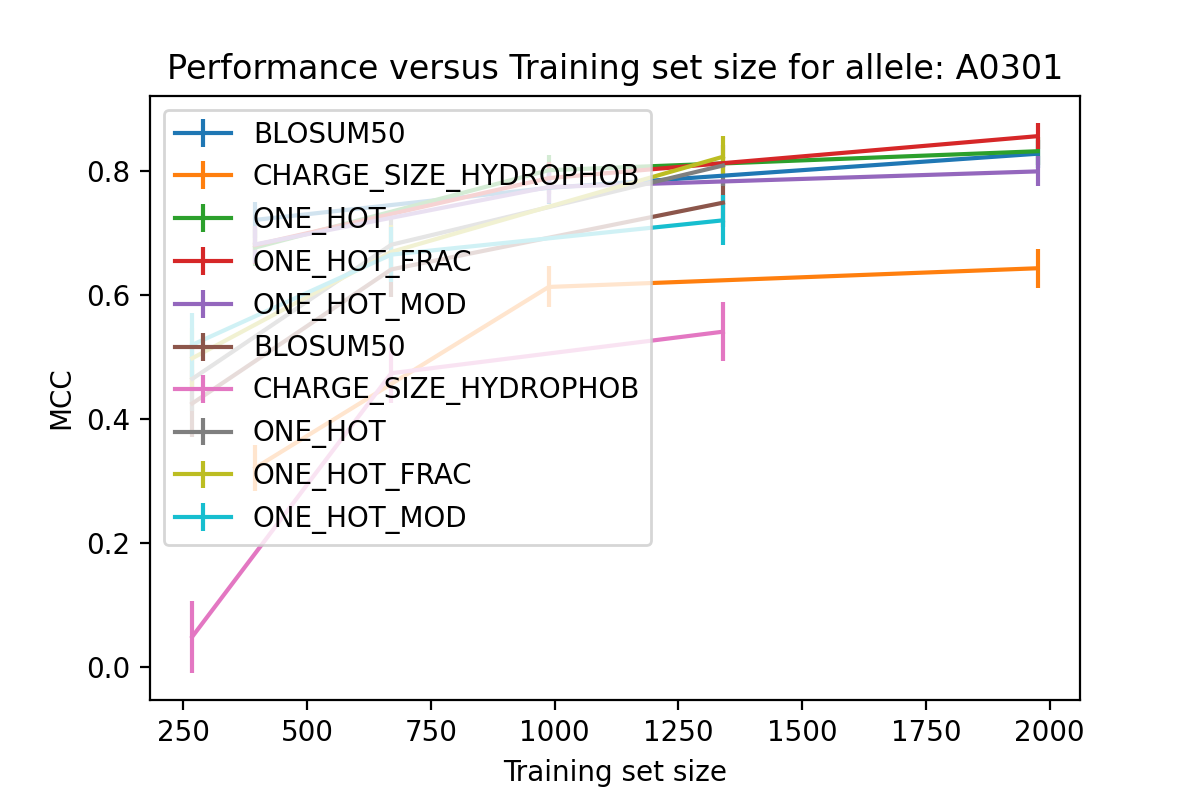 Performance versus Training set size for allele: A0301
BLOSUM50
CHARGE_SIZE_HYDROPHOB
ONE_HOT
ONE_HOT_FRAC
ONE_HOT_MOD
BLOSUM50
CHARGE_SIZE_HYDROPHOB
ONE_HOT
ONE_HOT_FRAC
ONE_HOT_MOD
0.8
0.6
0.4
0.2
0.0
MCC
250 500 750 1000 1250 1500 1750 2000
Training set size